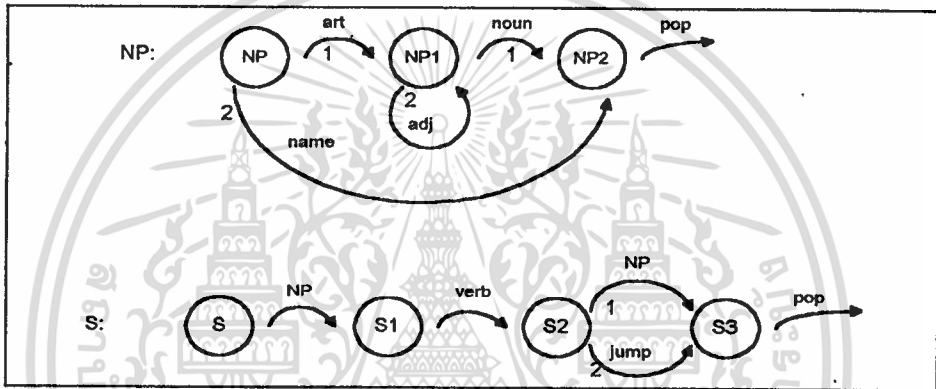 art noun pop
NP: NP 1 NP1 1 NP2
2 2
adj
name
NP NP
verb pop
S: S S1 S2 1 S3
jump
2